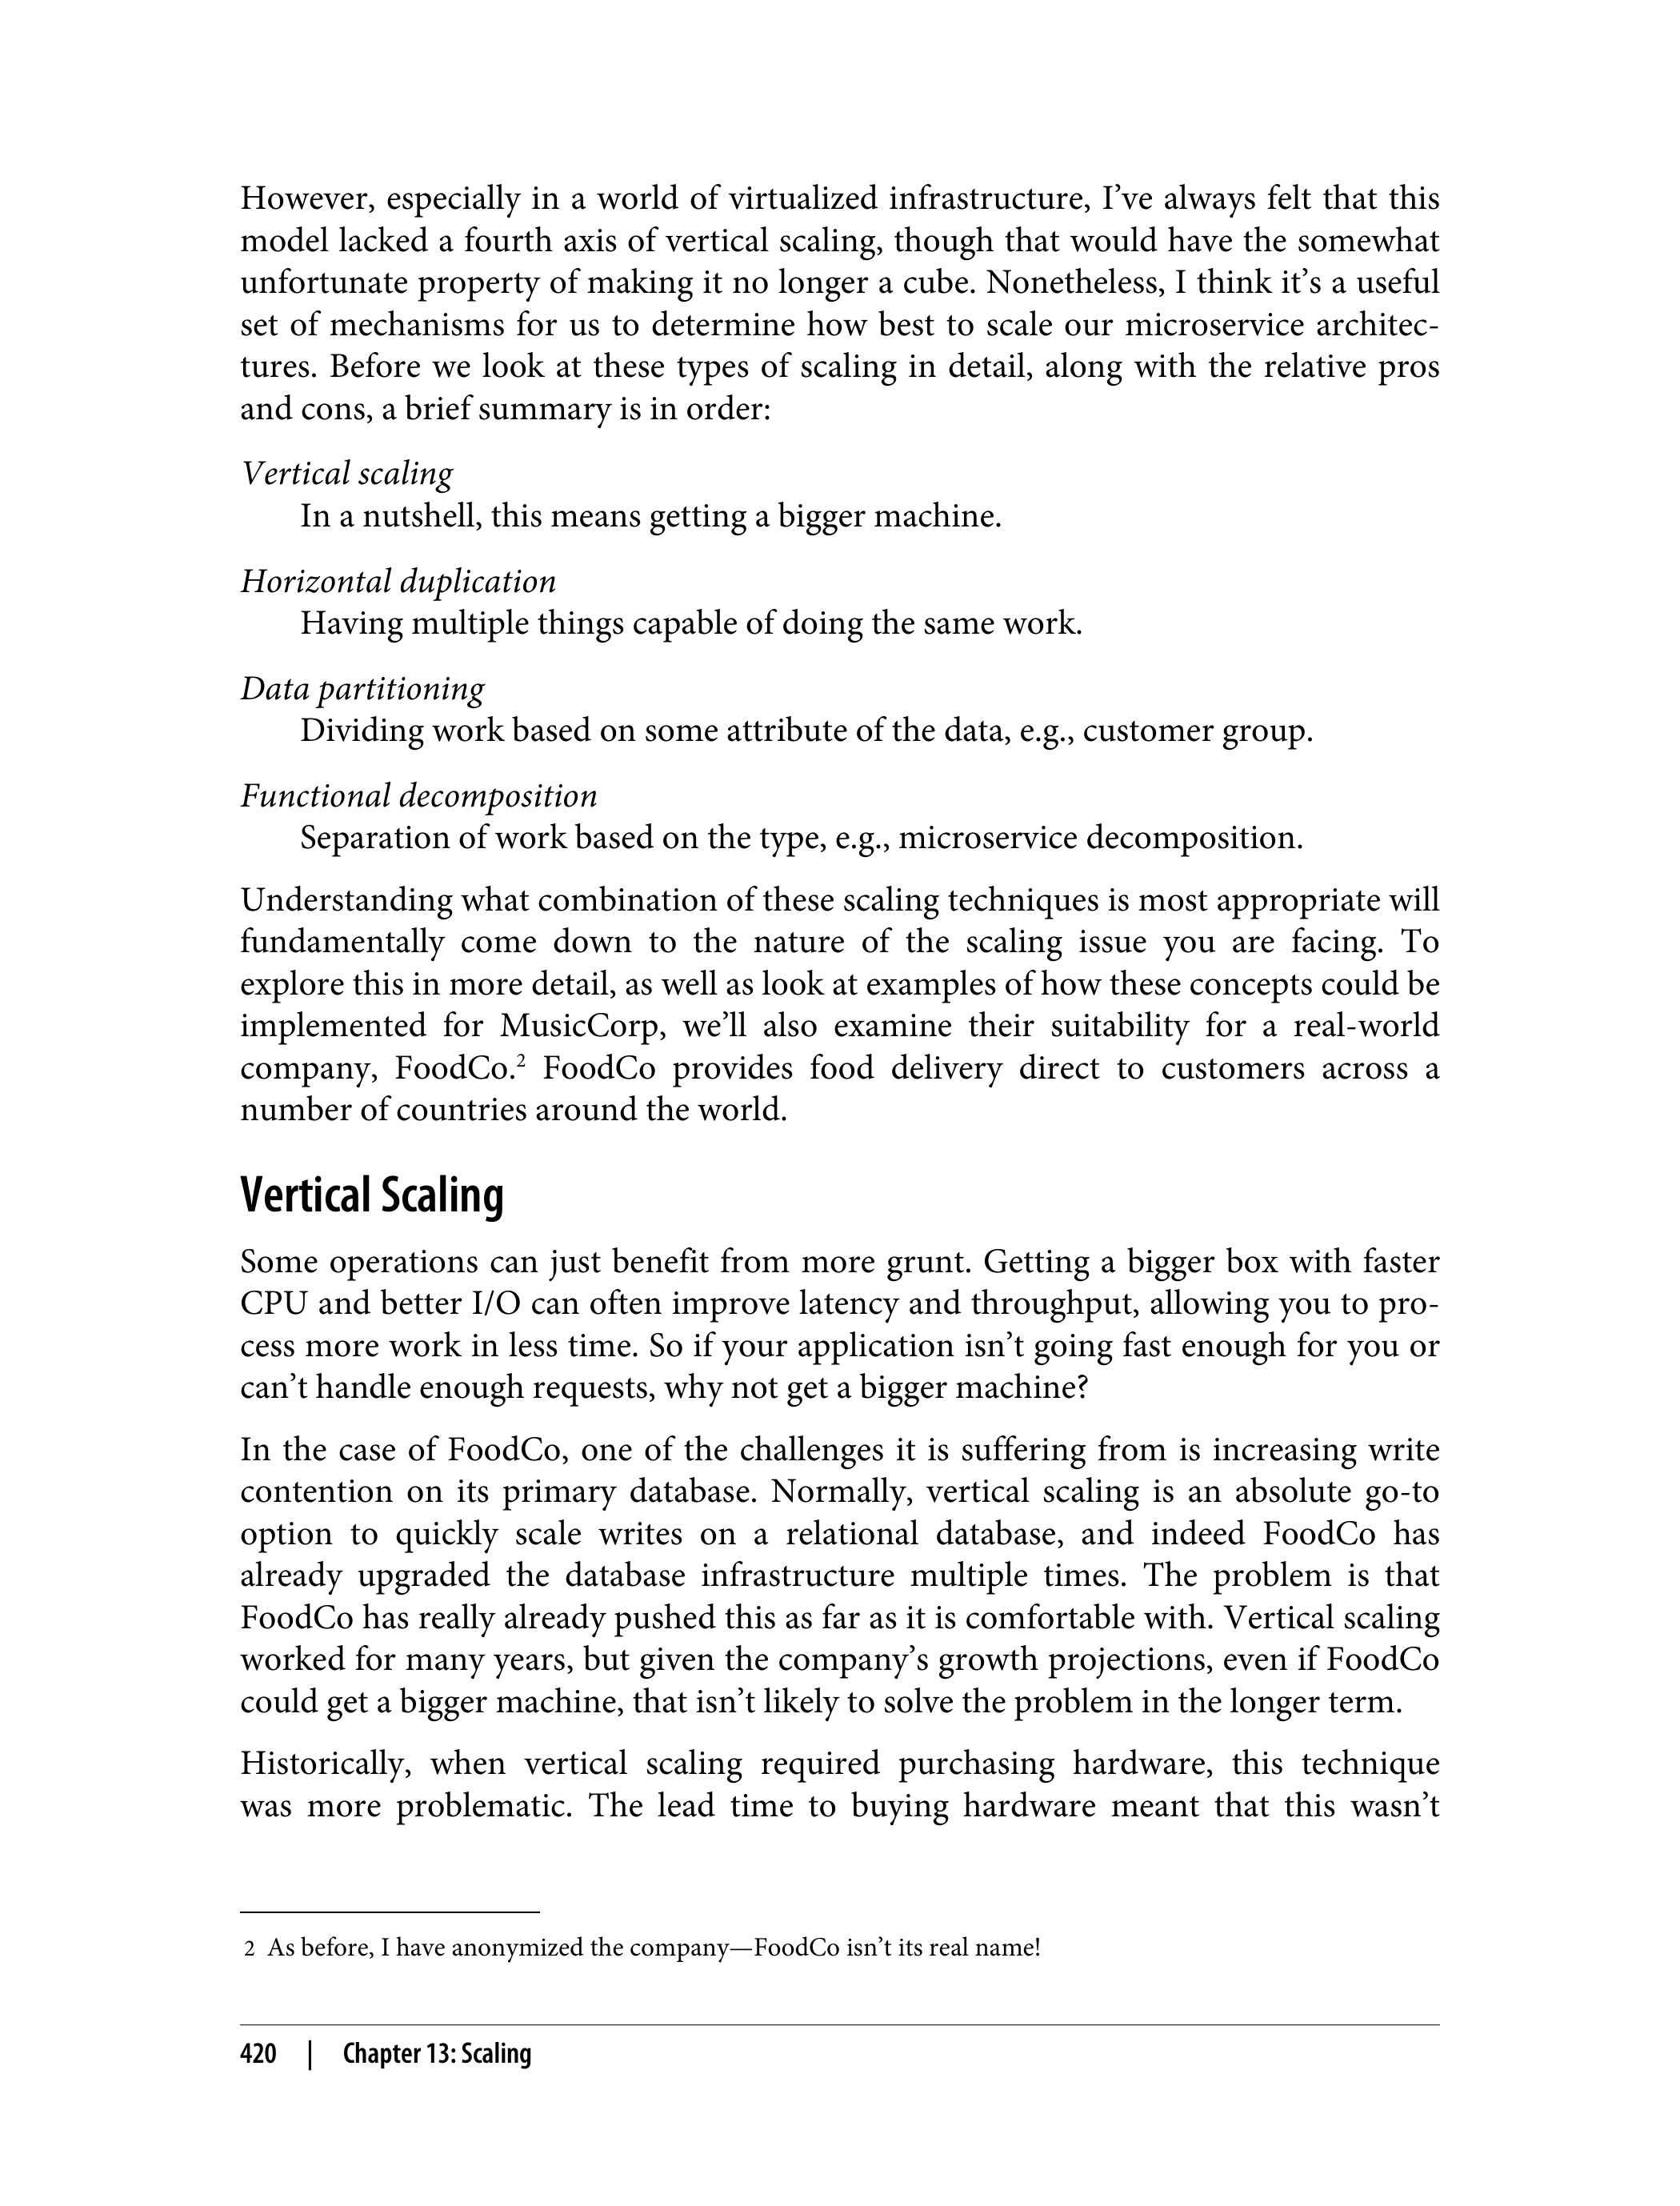 However, especially in a world of virtualized infrastructure, I’ve always felt that this
model lacked a fourth axis of vertical scaling, though that would have the somewhat
unfortunate property of making it no longer a cube. Nonetheless, I think it’s a useful
set of mechanisms for us to determine how best to scale our microservice architec-
tures. Before we look at these types of scaling in detail, along with the relative pros
and cons, a brief summary is in order:
Vertical scaling
In a nutshell, this means getting a bigger machine.
Horizontal duplication
Having multiple things capable of doing the same work.
Data partitioning
Dividing work based on some attribute of the data, e.g., customer group.
Functional decomposition
Separation of work based on the type, e.g., microservice decomposition.
Understanding what combination of these scaling techniques is most appropriate will
fundamentally come down to the nature of the scaling issue you are facing. To
explore this in more detail, as well as look at examples of how these concepts could be
implemented for MusicCorp, we’ll also examine their suitability for a real-world
company, FoodCo.2 FoodCo provides food delivery direct to customers across a
number of countries around the world.
Vertical Scaling
Some operations can just benefit from more grunt. Getting a bigger box with faster
CPU and better I/O can often improve latency and throughput, allowing you to pro-
cess more work in less time. So if your application isn’t going fast enough for you or
can’t handle enough requests, why not get a bigger machine?
In the case of FoodCo, one of the challenges it is suffering from is increasing write
contention on its primary database. Normally, vertical scaling is an absolute go-to
option to quickly scale writes on a relational database, and indeed FoodCo has
already upgraded the database infrastructure multiple times. The problem is that
FoodCo has really already pushed this as far as it is comfortable with. Vertical scaling
worked for many years, but given the company’s growth projections, even if FoodCo
could get a bigger machine, that isn’t likely to solve the problem in the longer term.
Historically, when vertical scaling required purchasing hardware, this technique
was more problematic. The lead time to buying hardware meant that this wasn’t
2 As before, I have anonymized the company—FoodCo isn’t its real name!
420 | Chapter 13: Scaling